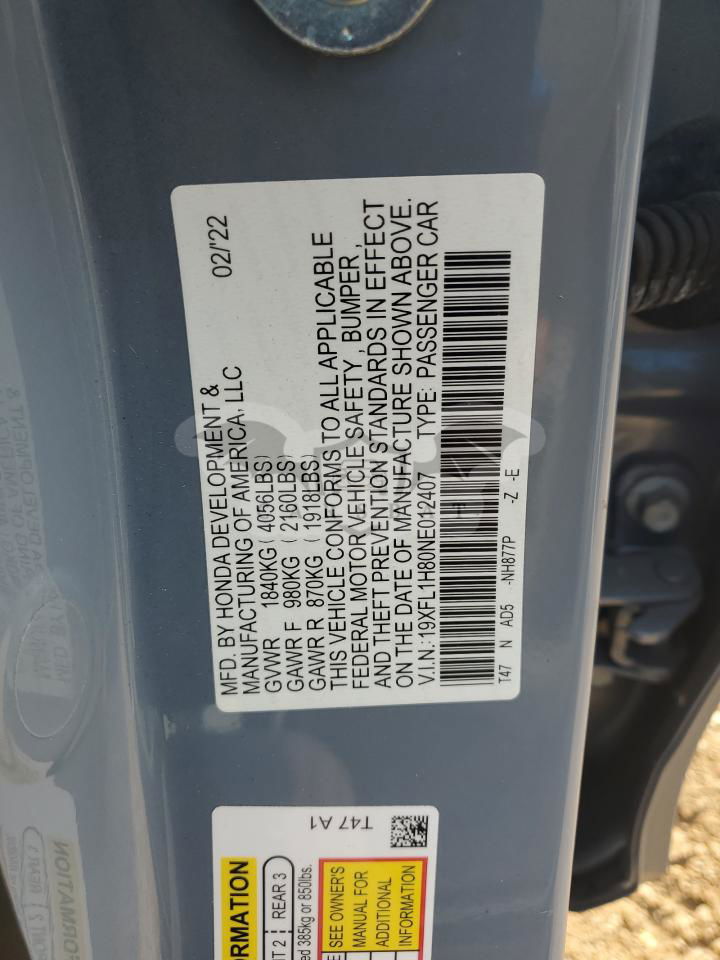 MFD. BY HONDA DEVELOPMENT & 02/'22
MANUFACTURING OF AMERICA, LLC
GVWR 1840KG ( 4056LBS)
GAWR F 980KG ( 2160LBS)
GAWR R 870KG ( 1918LBS)
THIS VEHICLE CONFORMS TO ALL APPLICABLE
FEDERAL MOTOR VEHICLE SAFETY , BUMPER ,
AND THEFT PREVENTION STANDARDS IN EFFECT
ON THE DATE OF MANUFACTURE SHOWN ABOVE.
V.I.N.:19XFL1H80NE012407 TYPE: PASSENGER CAR
T47 N AD5 -NH877P -Z -E
ORMATION
T 2 REAR 3
ed 385kg or 850lbs.
SEE OWNER'S
MANUAL FOR
ADDITIONAL
INFORMATION
T47 A1